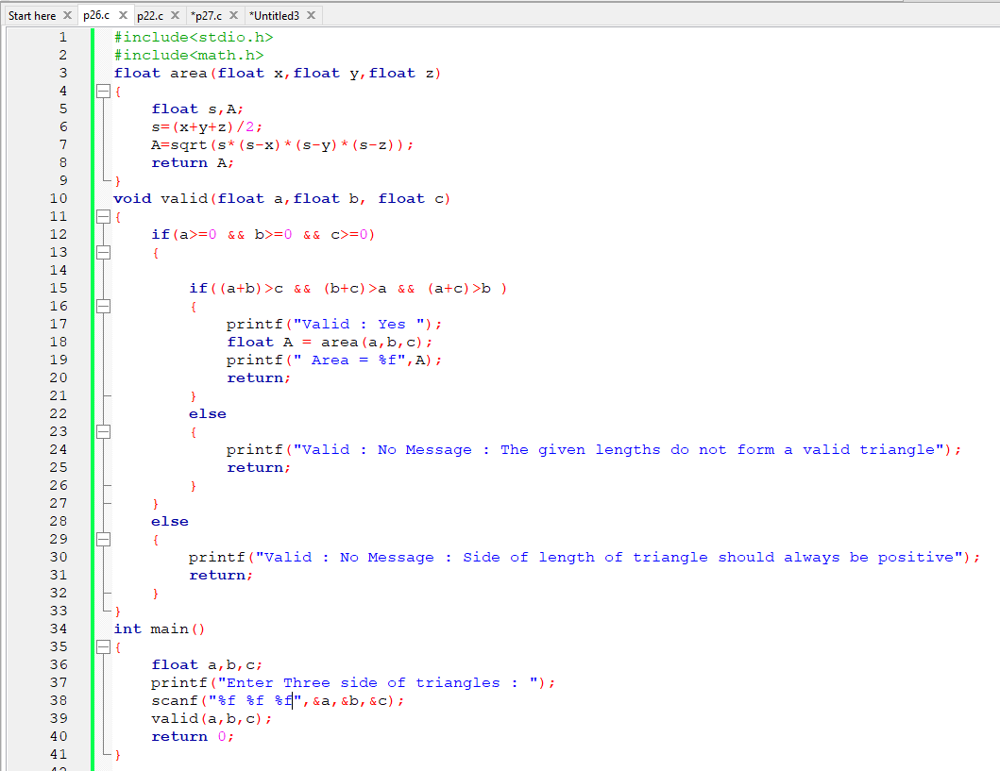 Start here X p26.c X p22.c X *p27.c X *Untitled3 X
1 #include<stdio.h>
2 #include<math.h>
3 float area(float x,float y,float z)
4 {
5     float s,A;
6     s=(x+y+z)/2;
7     A=sqrt(s*(s-x)*(s-y)*(s-z));
8     return A;
9 }
10 void valid(float a,float b, float c)
11 {
12     if(a>=0 && b>=0 && c>=0)
13     {
14
15         if((a+b)>c && (b+c)>a && (a+c)>b )
16         {
17             printf("Valid : Yes ");
18             float A = area(a,b,c);
19             printf(" Area = %f",A);
20             return;
21         }
22         else
23         {
24             printf("Valid : No Message : The given lengths do not form a valid triangle");
25             return;
26         }
27     }
28     else
29     {
30         printf("Valid : No Message : Side of length of triangle should always be positive");
31         return;
32     }
33 }
34 int main()
35 {
36     float a,b,c;
37     printf("Enter Three side of triangles : ");
38     scanf("%f %f %f",&a,&b,&c);
39     valid(a,b,c);
40     return 0;
41 }